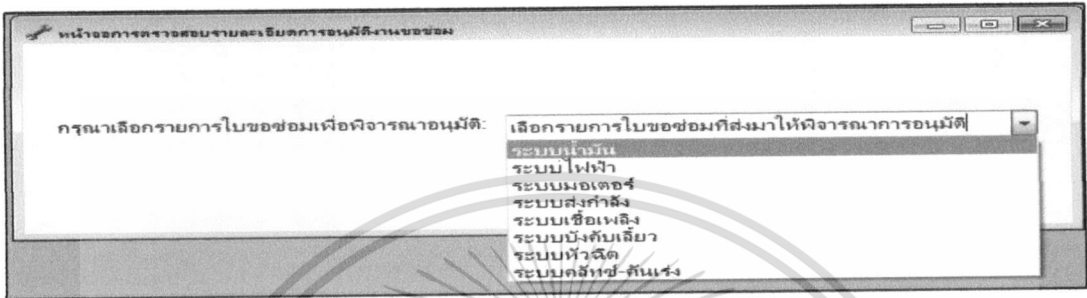 หน้าจอการตรวจสอบรายละเอียดการอนุมัติงานขอซ่อม
กรุณาเลือกรายการใบขอซ่อมเพื่อพิจารณาอนุมัติ: เลือกรายการใบขอซ่อมที่ส่งมาให้พิจารณาการอนุมัติ
ระบบน้ำมัน
ระบบไฟฟ้า
ระบบมอเตอร์
ระบบส่งกำลัง
ระบบเชื้อเพลิง
ระบบบังคับเลี้ยว
ระบบหัวฉีด
ระบบคลัทช์-คันเร่ง